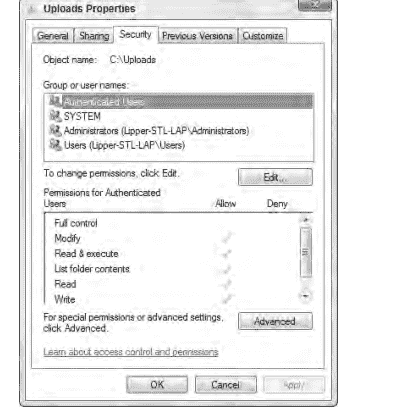 Uploads Properties
General Sharing Security Previous Versions Customize
Object name: C:\Uploads
Group or user names:
Authenticated Users
SYSTEM
Administrators (Lipper-STL-LAP\Administrators)
Users (Lipper-STL-LAP\Users)
To change permissions, click Edit.
Edit...
Permissions for Authenticated
Users Allow Deny
Full control
Modify
Read & execute
List folder contents
Read
Write
For special permissions or advanced settings,
click Advanced.
Advanced
Learn about access control and permissions
OK Cancel Apply